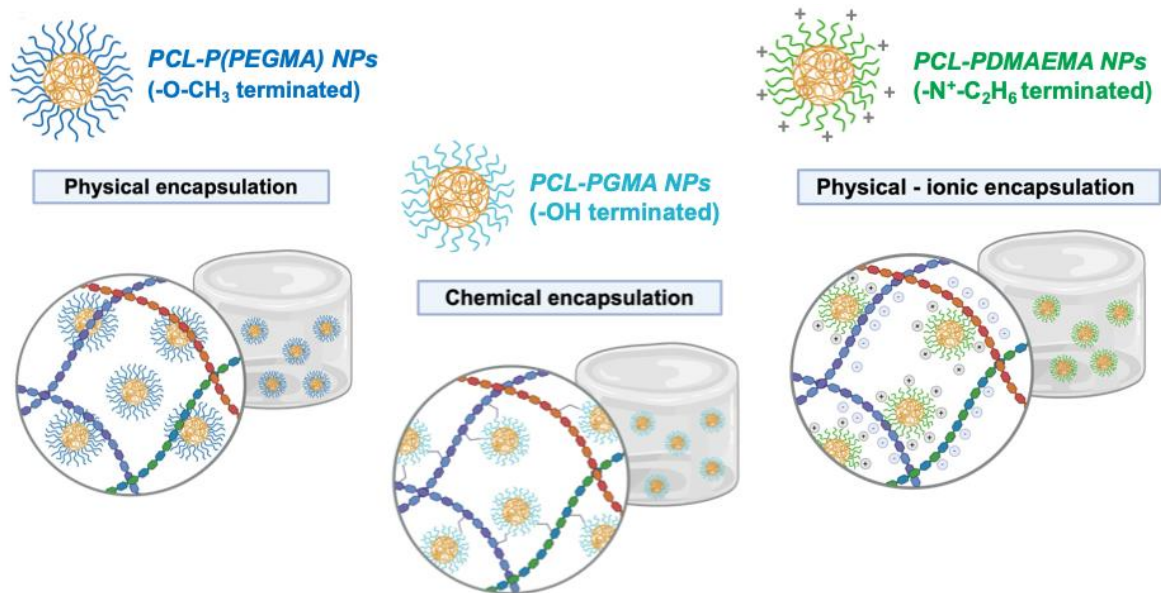 PCL-P(PEGMA) NPs
(-O-CH₃ terminated)
Physical encapsulation
PCL-PGMA NPs
(-OH terminated)
Chemical encapsulation
PCL-PDMAEMA NPs
(-N⁺-C₂H₆ terminated)
Physical - ionic encapsulation